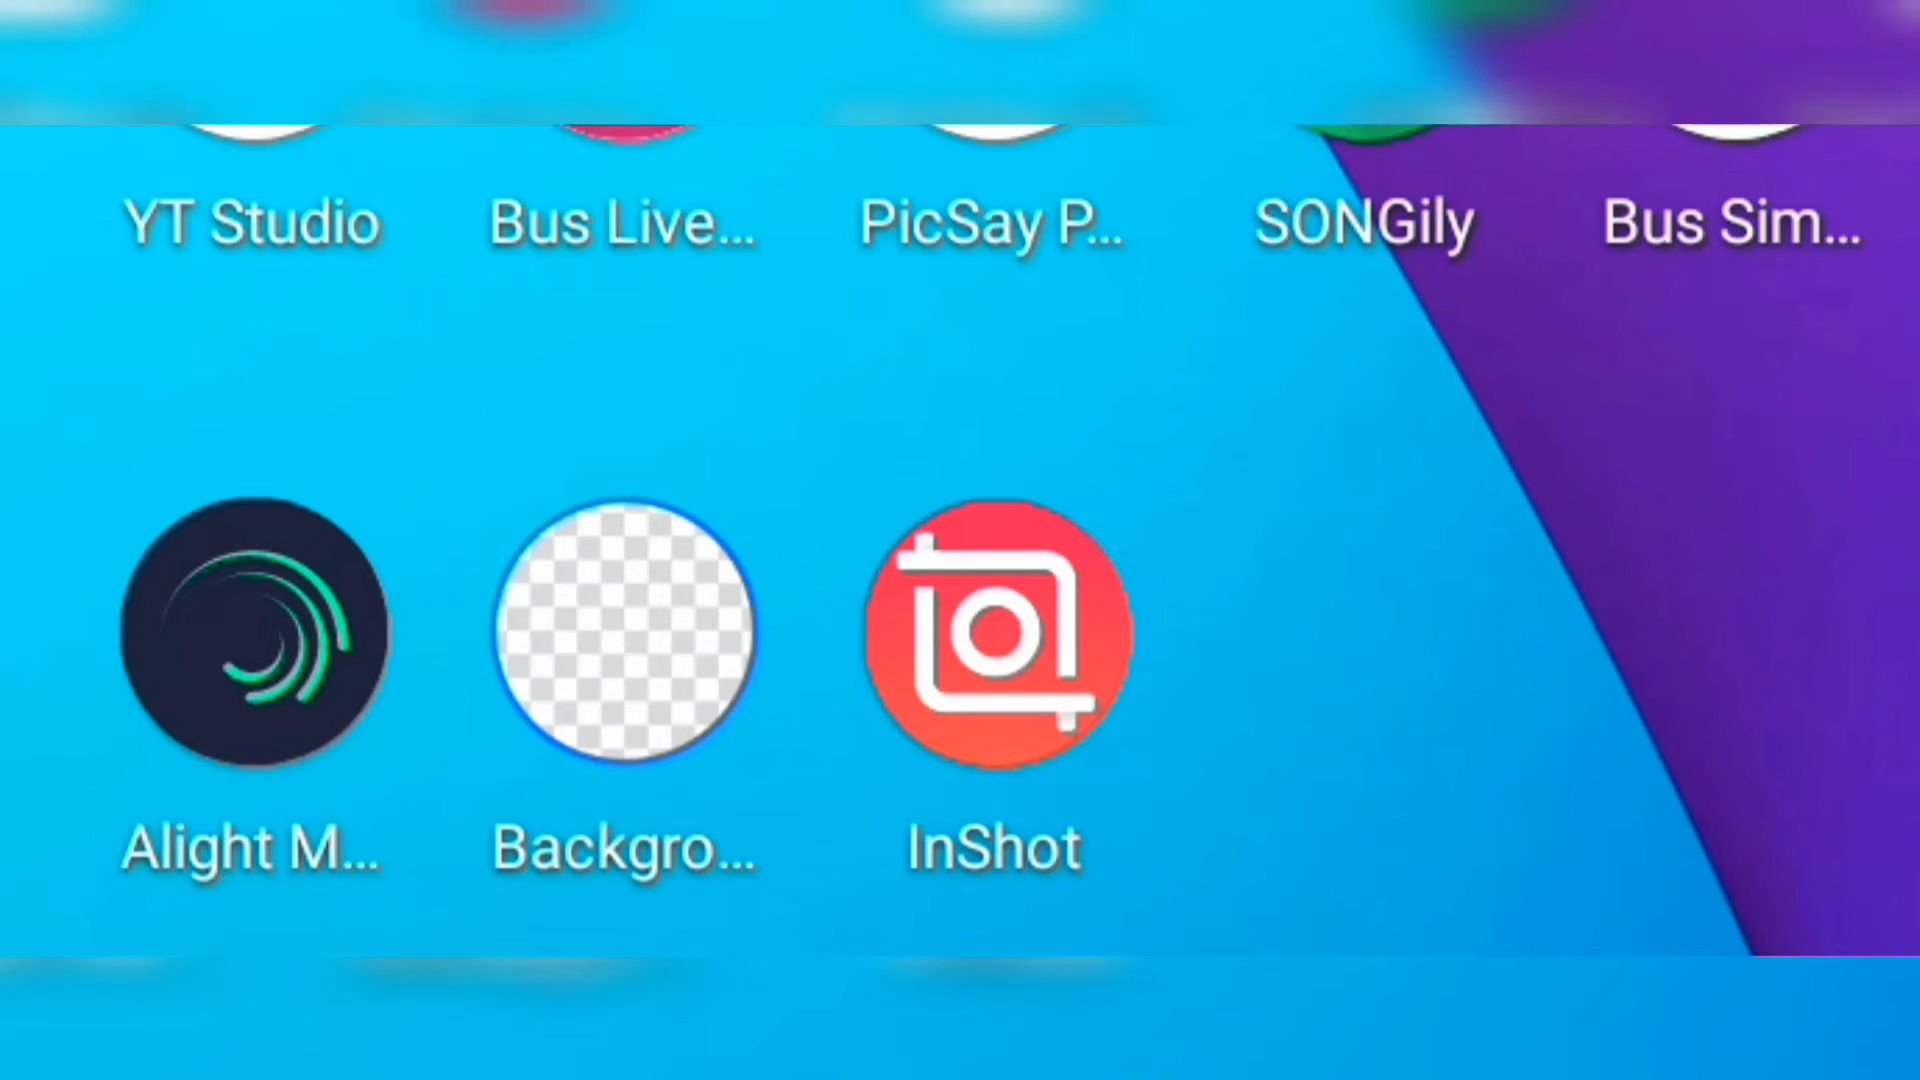 YT Studio
Bus Live...
PicSay P...
SONGily
Bus Sim...
Alight M...
Backgro...
InShot